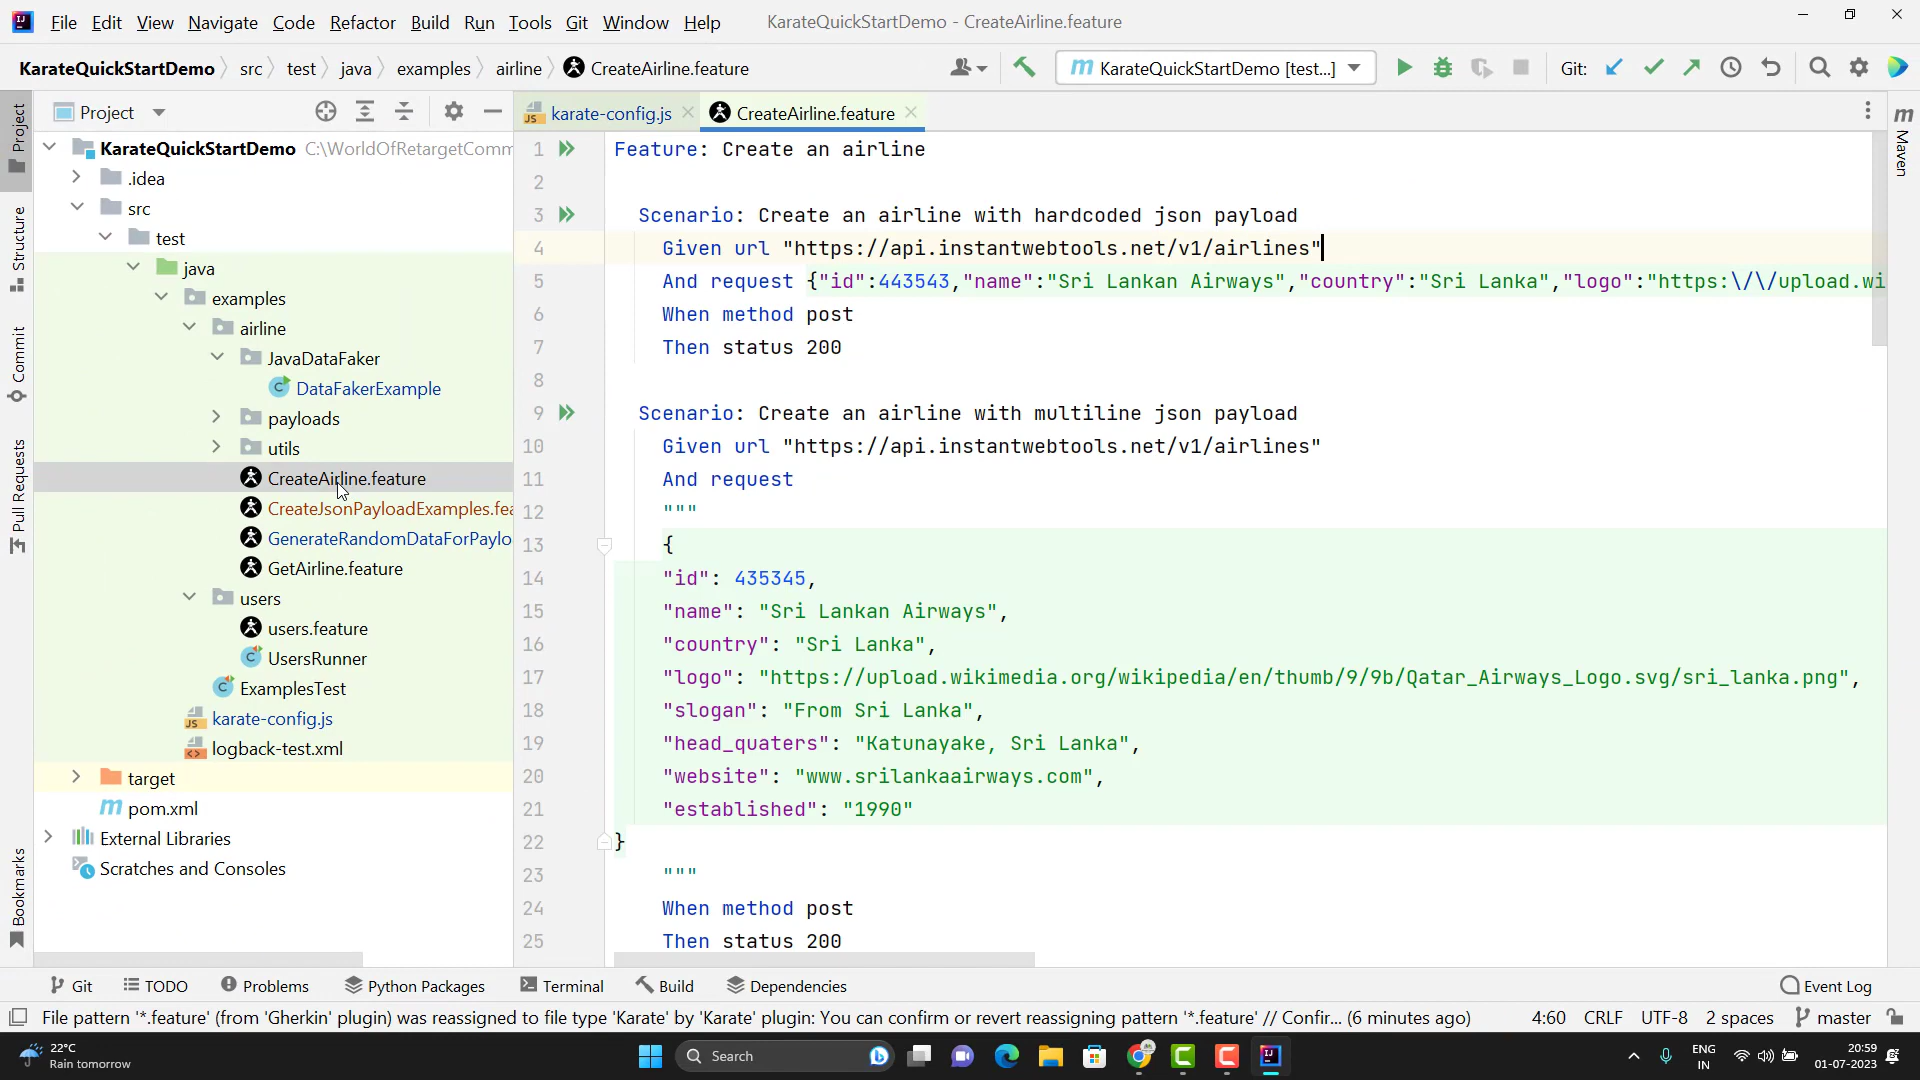 File Edit View Navigate Code Refactor Build Run Tools Git Window Help KarateQuickStartDemo - CreateAirline.feature
KarateQuickStartDemo src test java examples airline CreateAirline.feature KarateQuickStartDemo [test...] Git:
Project
karate-config.js CreateAirline.feature
KarateQuickStartDemo C:\WorldOfRetargetComm
.idea
src
test
java
examples
airline
JavaDataFaker
DataFakerExample
payloads
utils
CreateAirline.feature
CreateJsonPayloadExamples.fea
GenerateRandomDataForPaylo
GetAirline.feature
users
users.feature
UsersRunner
ExamplesTest
karate-config.js
logback-test.xml
target
pom.xml
External Libraries
Scratches and Consoles
Project
Structure
Commit
Pull Requests
Bookmarks
1 Feature: Create an airline
2
3 Scenario: Create an airline with hardcoded json payload
4 Given url "https://api.instantwebtools.net/v1/airlines"
5 And request {"id":443543,"name":"Sri Lankan Airways","country":"Sri Lanka","logo":"https:\/\/upload.wi
6 When method post
7 Then status 200
8
9 Scenario: Create an airline with multiline json payload
10 Given url "https://api.instantwebtools.net/v1/airlines"
11 And request
12 """
13 {
14 "id": 435345,
15 "name": "Sri Lankan Airways",
16 "country": "Sri Lanka",
17 "logo": "https://upload.wikimedia.org/wikipedia/en/thumb/9/9b/Qatar_Airways_Logo.svg/sri_lanka.png",
18 "slogan": "From Sri Lanka",
19 "head_quaters": "Katunayake, Sri Lanka",
20 "website": "www.srilankaairways.com",
21 "established": "1990"
22 }
23 """
24 When method post
25 Then status 200
m Maven
Git TODO Problems Python Packages Terminal Build Dependencies Event Log
File pattern '*.feature' (from 'Gherkin' plugin) was reassigned to file type 'Karate' by 'Karate' plugin: You can confirm or revert reassigning pattern '*.feature' // Confir... (6 minutes ago) 4:60 CRLF UTF-8 2 spaces master
22°C
Rain tomorrow
Search
ENG
IN
20:59
01-07-2023